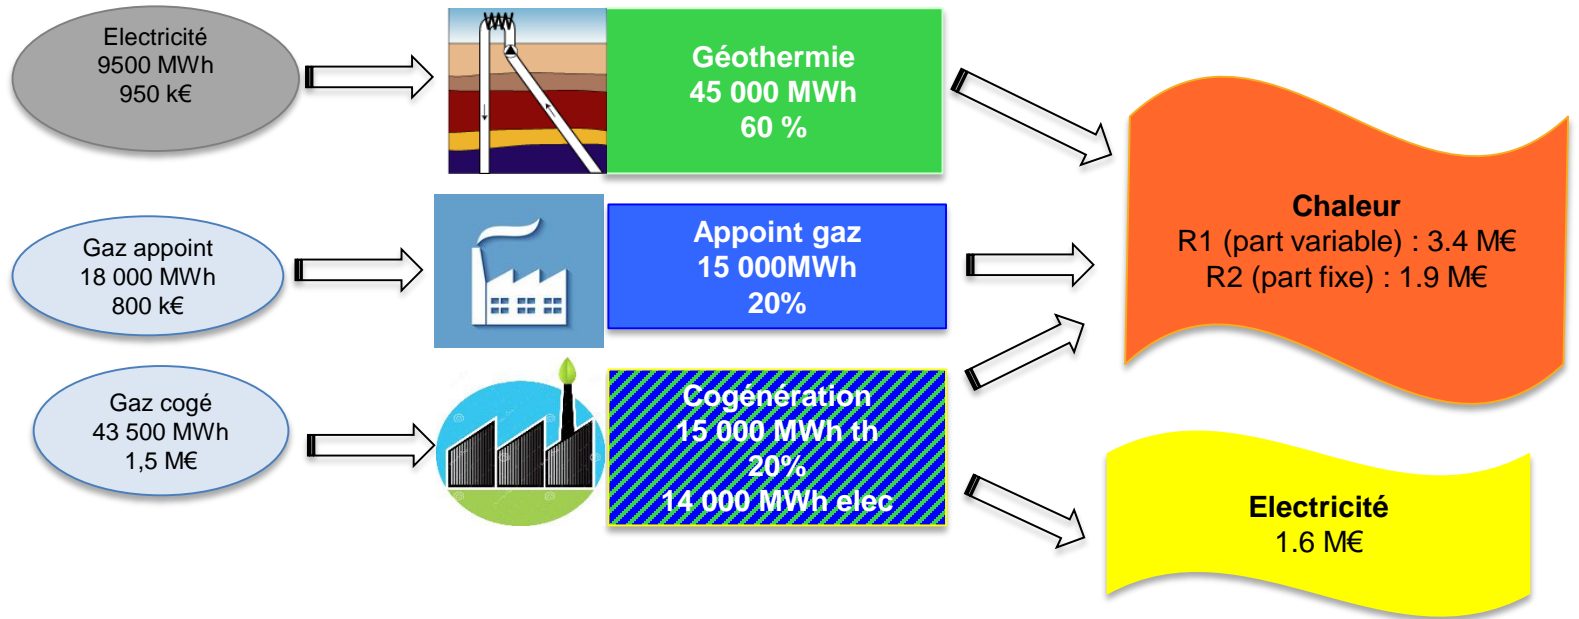 Electricité
9500 MWh
950 k€
Géothermie
45 000 MWh
60 %
Gaz appoint
18 000 MWh
800 k€
Appoint gaz
15 000MWh
20%
Gaz cogé
43 500 MWh
1,5 M€
Cogénération
15 000 MWh th
20%
14 000 MWh elec
Chaleur
R1 (part variable) : 3.4 M€
R2 (part fixe) : 1.9 M€
Electricité
1.6 M€